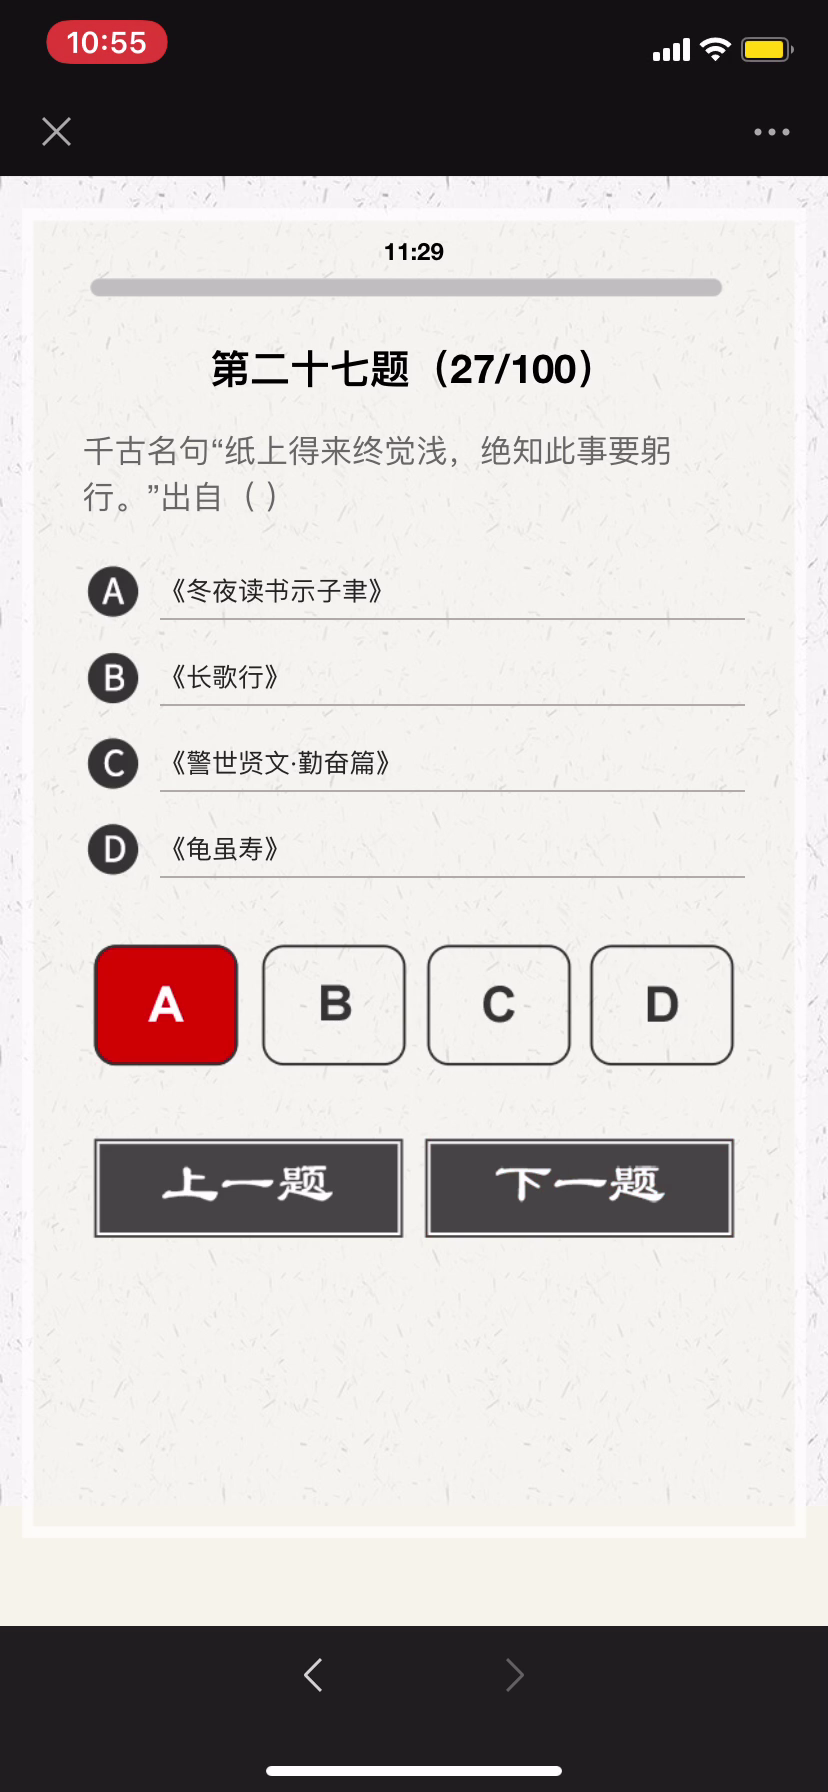 10:55
11:29
第二十七题（27/100）
千古名句“纸上得来终觉浅，绝知此事要躬
行。”出自（ ）
A 《冬夜读书示子聿》
B 《长歌行》
C 《警世贤文·勤奋篇》
D 《龟虽寿》
A B C D
上一题 下一题